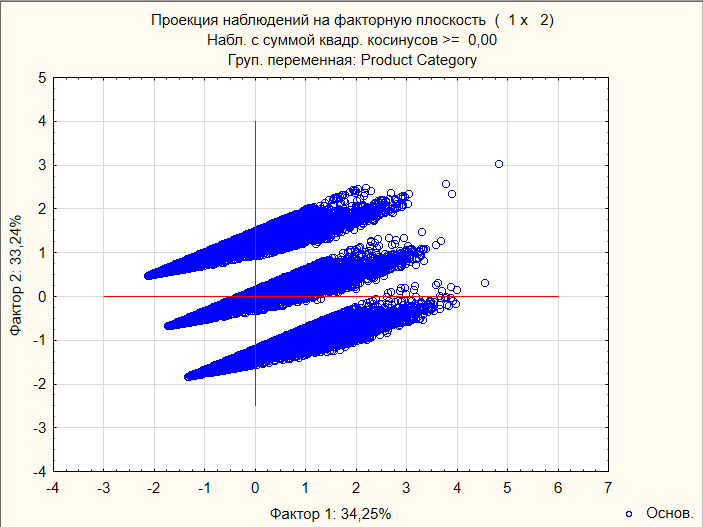 Проекция наблюдений на факторную плоскость ( 1 x 2)
Набл. с суммой квадр. косинусов >= 0,00
Груп. переменная: Product Category
5
4
3
2
1
0
-1
-2
-3
-4
Фактор 2: 33,24%
-4 -3 -2 -1 0 1 2 3 4 5 6 7
Фактор 1: 34,25%
Основ.